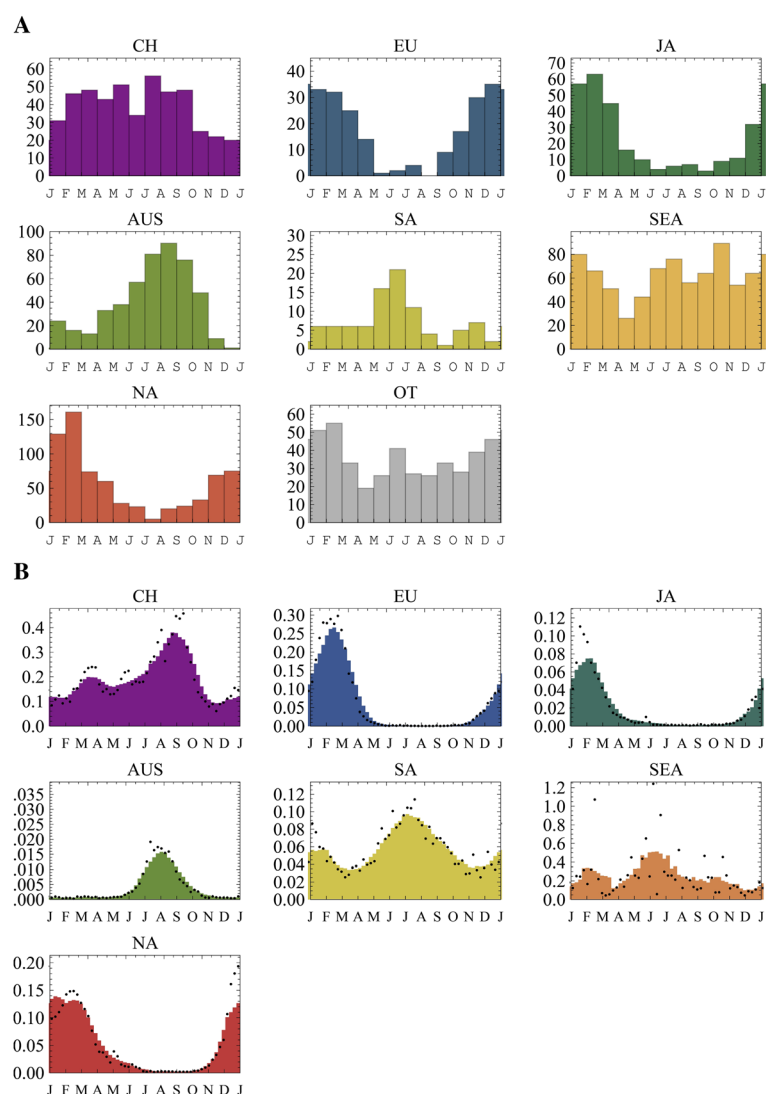 A
CH EU JA
60 50 40 30 20 10 0
J F M A M J J A S O N D J
40 30 20 10 0
J F M A M J J A S O N D J
70 60 50 40 30 20 10 0
J F M A M J J A S O N D J
AUS SA SEA
100 80 60 40 20 0
J F M A M J J A S O N D J
30 25 20 15 10 5 0
J F M A M J J A S O N D J
80 60 40 20 0
J F M A M J J A S O N D J
NA OT
150 100 50 0
J F M A M J J A S O N D J
60 50 40 30 20 10 0
J F M A M J J A S O N D J
B
CH EU JA
0.4 0.3 0.2 0.1 0.0
J F M A M J J A S O N D J
0.30 0.25 0.20 0.15 0.10 0.05 0.00
J F M A M J J A S O N D J
0.12 0.10 0.08 0.06 0.04 0.02 0.00
J F M A M J J A S O N D J
AUS SA SEA
.035 .030 .025 .020 .015 .010 .005 .000
J F M A M J J A S O N D J
0.12 0.10 0.08 0.06 0.04 0.02 0.00
J F M A M J J A S O N D J
1.2 1.0 0.8 0.6 0.4 0.2 0.0
J F M A M J J A S O N D J
NA
0.20 0.15 0.10 0.05 0.00
J F M A M J J A S O N D J